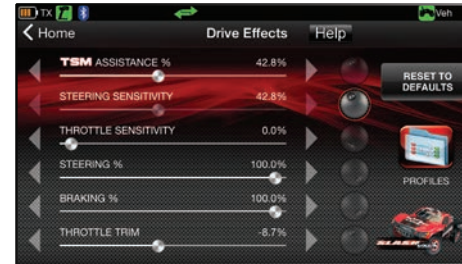 TX Veh
Home Drive Effects Help
TSM ASSISTANCE % 42.8%
RESET TO
DEFAULTS
STEERING SENSITIVITY 42.8%
THROTTLE SENSITIVITY 0.0%
STEERING % 100.0%
PROFILES
BRAKING % 100.0%
THROTTLE TRIM -8.7%
SLASH